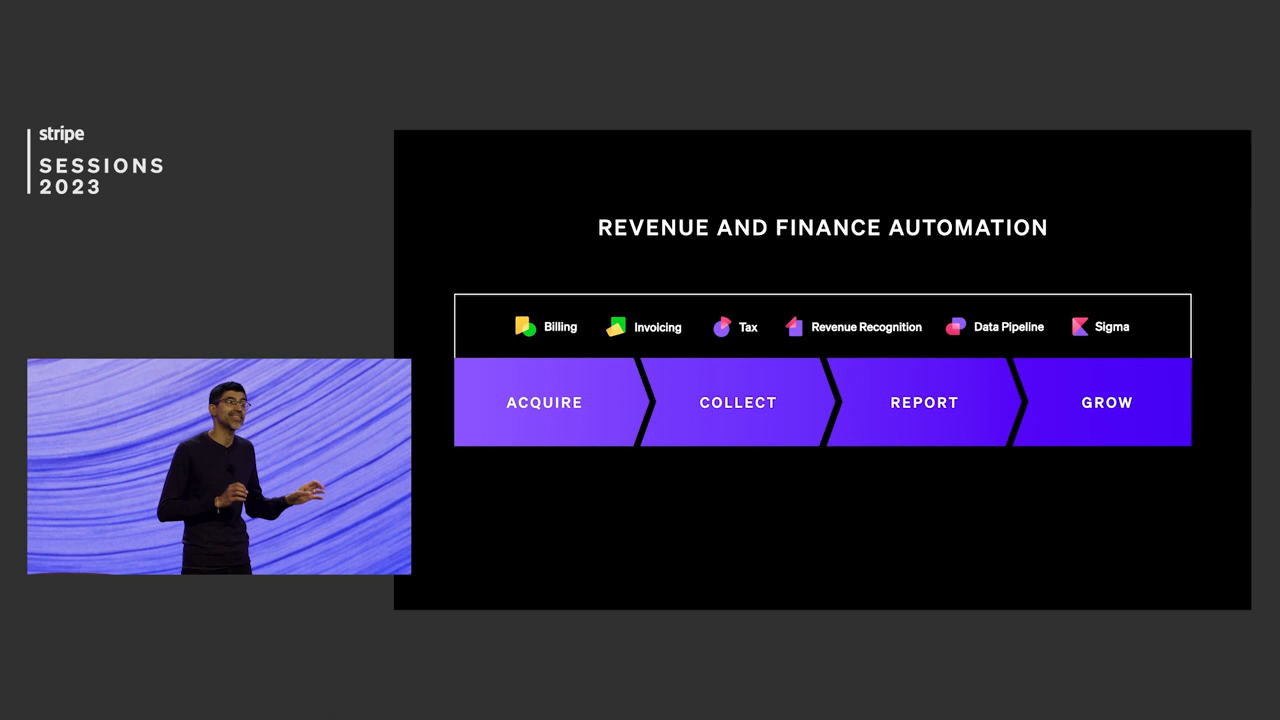 stripe
SESSIONS
2023
REVENUE AND FINANCE AUTOMATION
Billing Invoicing Tax Revenue Recognition Data Pipeline Sigma
ACQUIRE COLLECT REPORT GROW